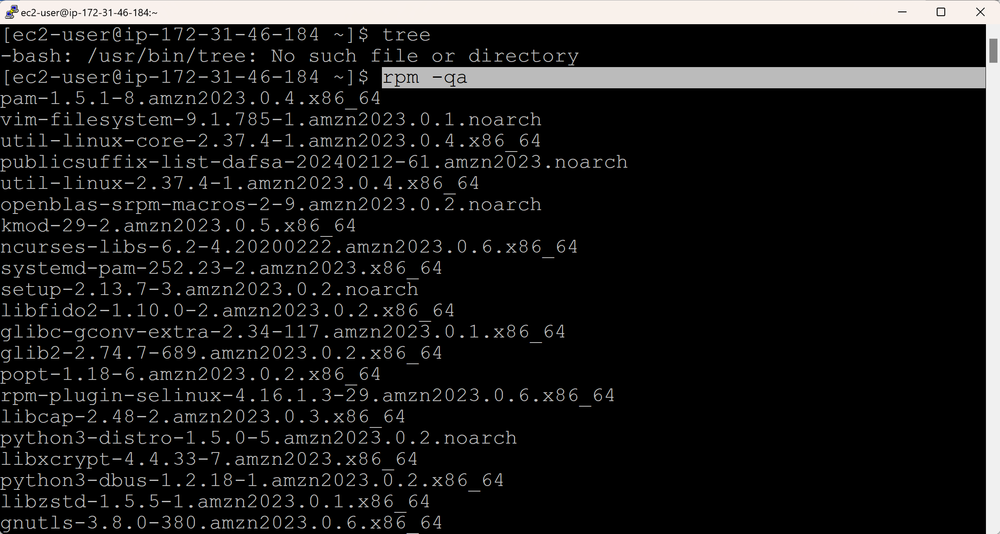 ec2-user@ip-172-31-46-184:~
[ec2-user@ip-172-31-46-184 ~]$ tree
-bash: /usr/bin/tree: No such file or directory
[ec2-user@ip-172-31-46-184 ~]$ rpm -qa
pam-1.5.1-8.amzn2023.0.4.x86_64
vim-filesystem-9.1.785-1.amzn2023.0.1.noarch
util-linux-core-2.37.4-1.amzn2023.0.4.x86_64
publicsuffix-list-dafsa-20240212-61.amzn2023.noarch
util-linux-2.37.4-1.amzn2023.0.4.x86_64
openblas-srpm-macros-2-9.amzn2023.0.2.noarch
kmod-29-2.amzn2023.0.5.x86_64
ncurses-libs-6.2-4.20200222.amzn2023.0.6.x86_64
systemd-pam-252.23-2.amzn2023.x86_64
setup-2.13.7-3.amzn2023.0.2.noarch
libfido2-1.10.0-2.amzn2023.0.2.x86_64
glibc-gconv-extra-2.34-117.amzn2023.0.1.x86_64
glib2-2.74.7-689.amzn2023.0.2.x86_64
popt-1.18-6.amzn2023.0.2.x86_64
rpm-plugin-selinux-4.16.1.3-29.amzn2023.0.6.x86_64
libcap-2.48-2.amzn2023.0.3.x86_64
python3-distro-1.5.0-5.amzn2023.0.2.noarch
libxcrypt-4.4.33-7.amzn2023.x86_64
python3-dbus-1.2.18-1.amzn2023.0.2.x86_64
libzstd-1.5.5-1.amzn2023.0.1.x86_64
gnutls-3.8.0-380.amzn2023.0.6.x86_64